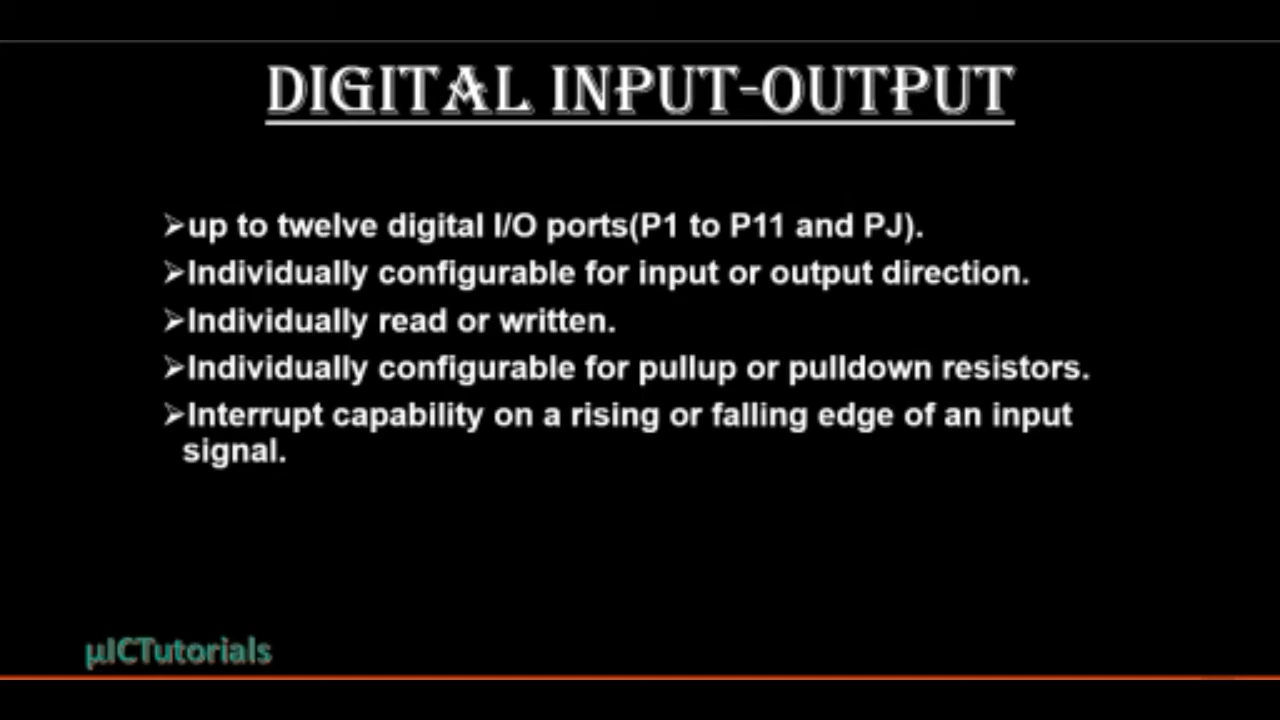 DIGITAL INPUT-OUTPUT
➢up to twelve digital I/O ports(P1 to P11 and PJ).
➢Individually configurable for input or output direction.
➢Individually read or written.
➢Individually configurable for pullup or pulldown resistors.
➢Interrupt capability on a rising or falling edge of an input
signal.
µICTutorials